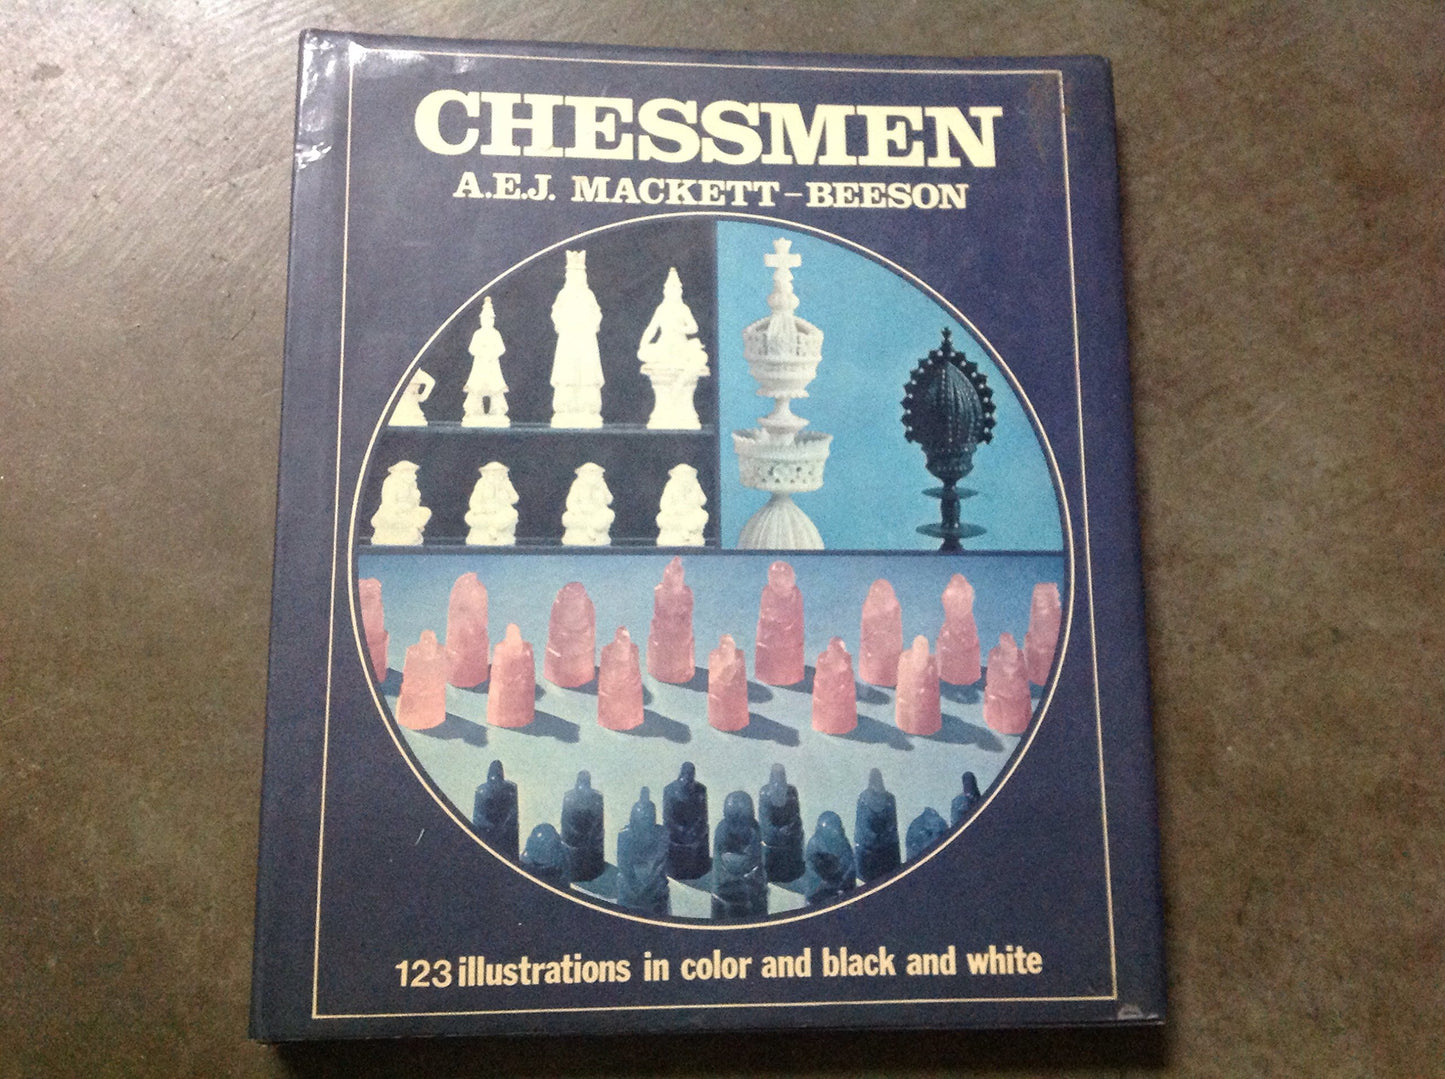 CHESSMEN
A.E.J. MACKETT–BEESON
123 illustrations in color and black and white